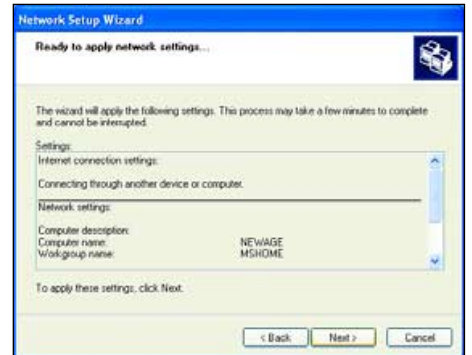 Network Setup Wizard
Ready to apply network settings...
The wizard will apply the following settings. This process may take a few minutes to complete
and cannot be interrupted.
Settings:
Internet connection settings:
Connecting through another device or computer.
Network settings:
Computer description:
Computer name: NEWAGE
Workgroup name: MSHOME
To apply these settings, click Next.
< Back Next > Cancel